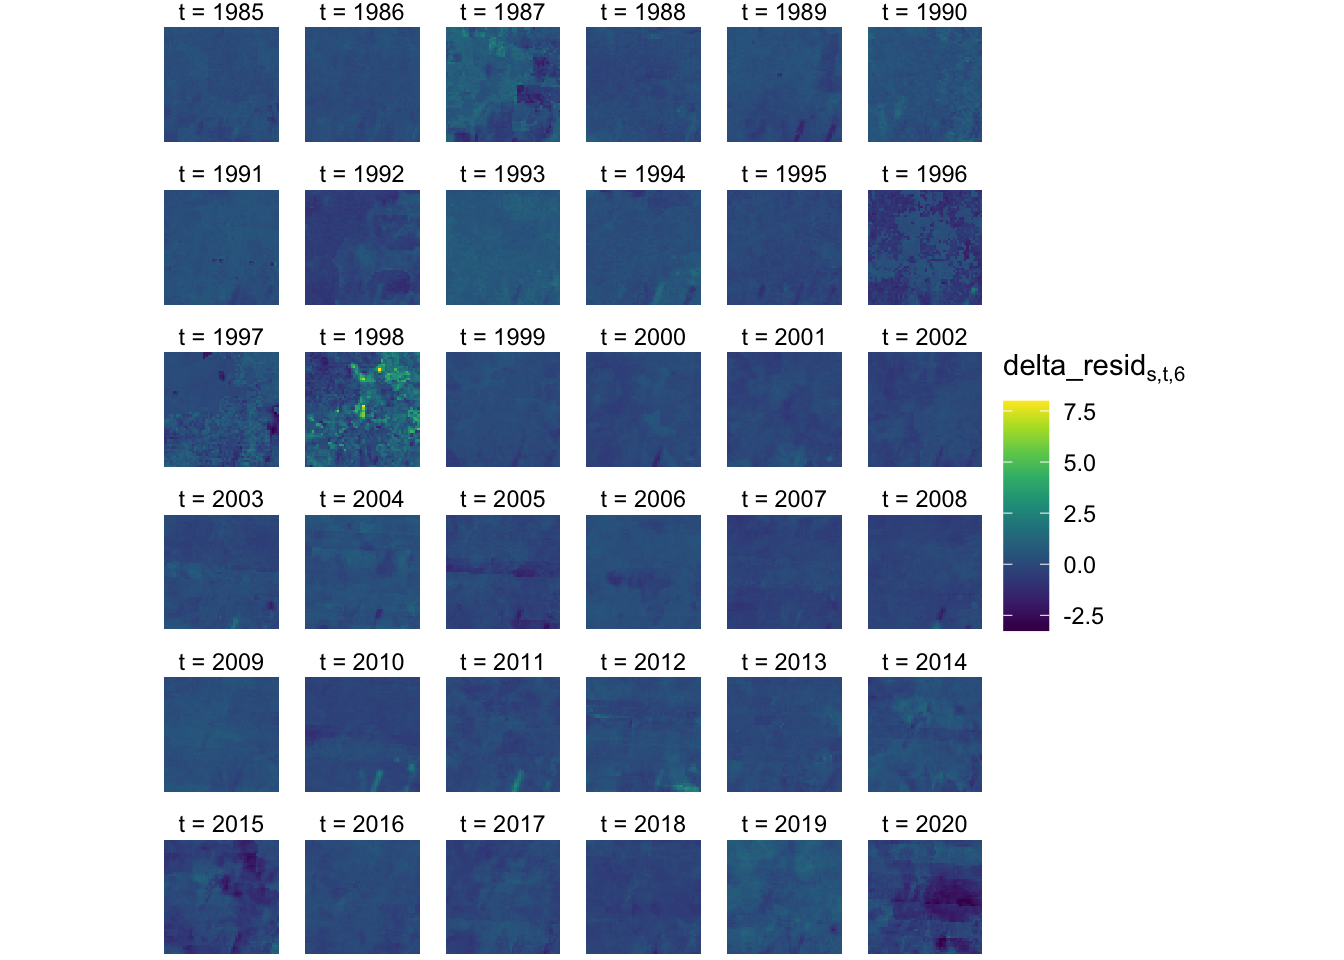 t = 1985 t = 1986 t = 1987 t = 1988 t = 1989 t = 1990
t = 1991 t = 1992 t = 1993 t = 1994 t = 1995 t = 1996
t = 1997 t = 1998 t = 1999 t = 2000 t = 2001 t = 2002
delta_resid_s,t,6
7.5
5.0
2.5
0.0
-2.5
t = 2003 t = 2004 t = 2005 t = 2006 t = 2007 t = 2008
t = 2009 t = 2010 t = 2011 t = 2012 t = 2013 t = 2014
t = 2015 t = 2016 t = 2017 t = 2018 t = 2019 t = 2020